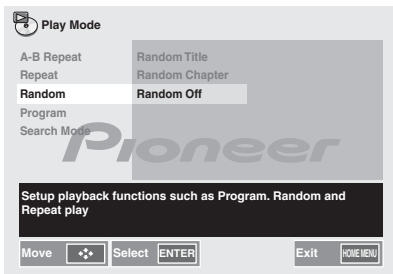 Play Mode
A-B Repeat
Random Title
Repeat
Random Chapter
Random
Random Off
Program
Search Mode
Pioneer
Setup playback functions such as Program. Random and
Repeat play
Move
Select ENTER
Exit HOME MENU